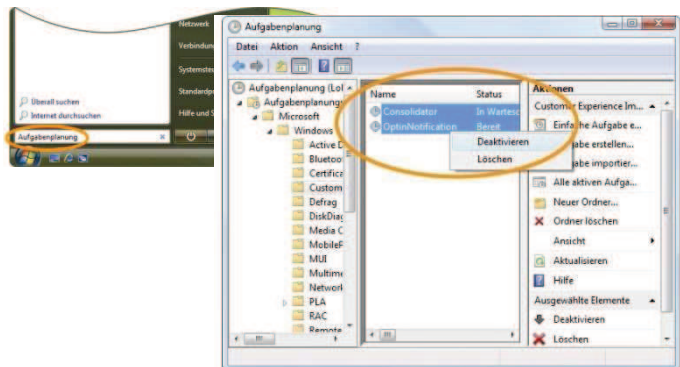 Netzwerk
Verbindun
Systemste
Standardp
Hilfe und S
Überall suchen
Internet durchsuchen
Aufgabenplanung
Aufgabenplanung
Datei Aktion Ansicht ?
Aufgabenplanung (Lol
Aufgabenplanungs
Microsoft
Windows
Active D
Bluetoo
Certifica
Custom
Defrag
DiskDiag
Media C
MobileP
MUI
Multime
Network
PLA
RAC
Remote
Name Status
Consolidator In Wartesc
OptinNotification Bereit
Deaktivieren
Löschen
Aktionen
Customer Experience Im...
Einfache Aufgabe e...
gabe erstellen...
gabe importier...
Alle aktiven Aufga...
Neuer Ordner...
Ordner löschen
Ansicht
Aktualisieren
Hilfe
Ausgewählte Elemente
Deaktivieren
Löschen